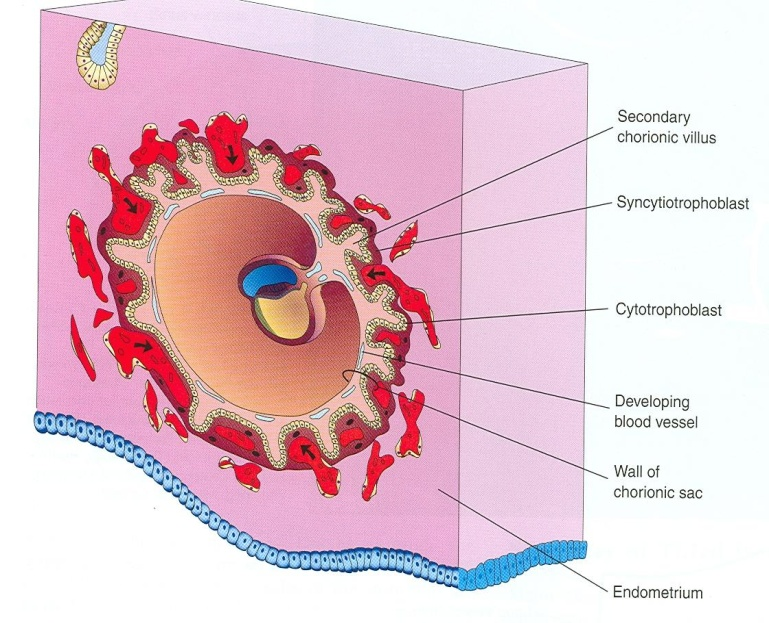 Secondary
chorionic villus
Syncytiotrophoblast
Cytotrophoblast
Developing
blood vessel
Wall of
chorionic sac
Endometrium